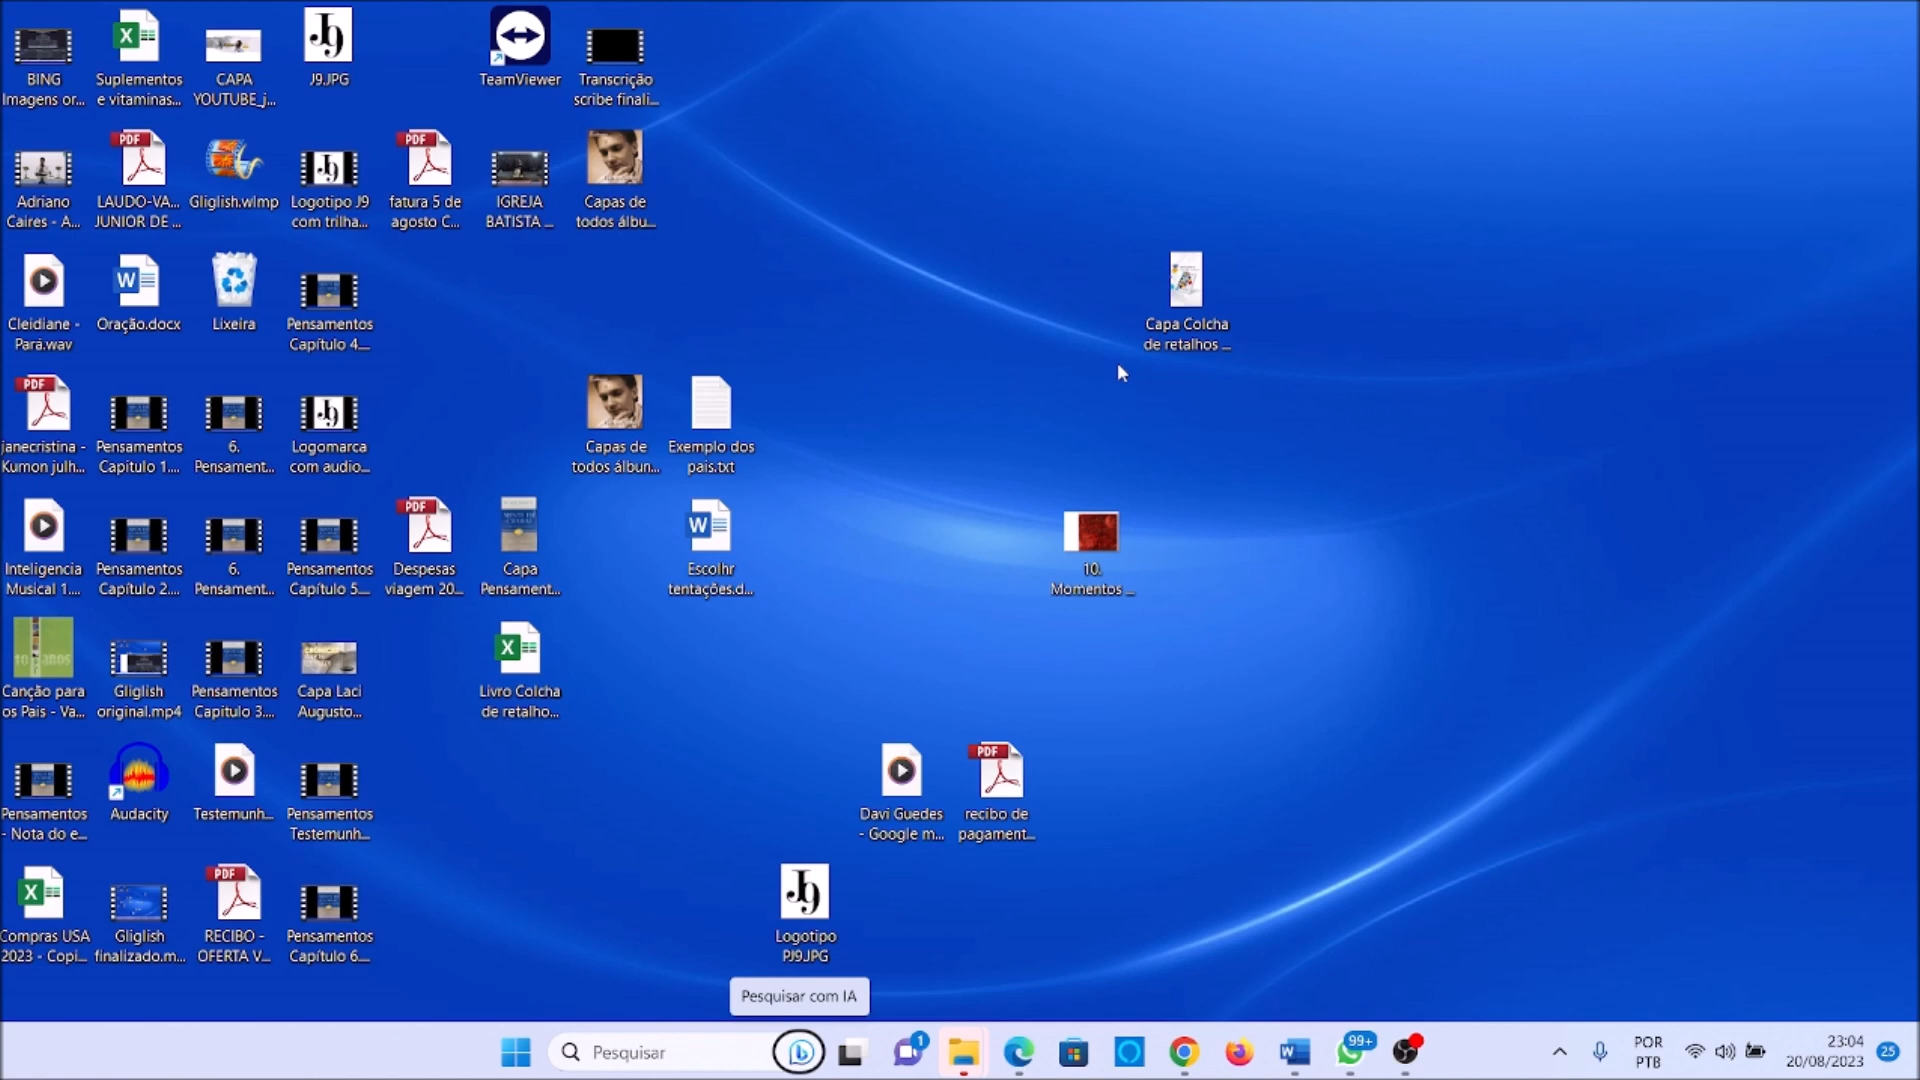 BING
Imagens or...
Suplementos
e vitaminas...
CAPA
YOUTUBE_j...
J9.JPG
TeamViewer
Transcrição
scribe finali...
Adriano
Caires - A...
LAUDO-VA...
JUNIOR DE ...
Gliglish.wlmp
Logotipo J9
com trilha...
fatura 5 de
agosto C...
IGREJA
BATISTA ...
Capas de
todos álbu...
Cleidiane -
Pará.wav
Oração.docx
Lixeira
Pensamentos
Capítulo 4...
Capa Colcha
de retalhos ...
janecristina -
Kumon julh...
Pensamentos
Capitulo 1....
6.
Pensament...
Logomarca
com audio...
Capas de
todos álbun...
Exemplo dos
pais.txt
Inteligencia
Musical 1....
Pensamentos
Capítulo 2....
6.
Pensament...
Pensamentos
Capítulo 5...
Despesas
viagem 20...
Capa
Pensament...
Escolhr
tentações.d...
10.
Momentos ...
Canção para
os Pais - Va...
Gliglish
original.mp4
Pensamentos
Capitulo 3....
Capa Laci
Augusto...
Livro Colcha
de retalho...
Pensamentos
- Nota do e...
Audacity
Testemunh...
Pensamentos
Testemunh...
Davi Guedes
- Google m...
recibo de
pagament...
Compras USA
2023 - Copi...
Gliglish
finalizado.m...
RECIBO -
OFERTA V...
Pensamentos
Capítulo 6...
Logotipo
PJ9.JPG
Pesquisar com IA
Pesquisar
1
99+
POR
PTB
23:04
20/08/2023
25